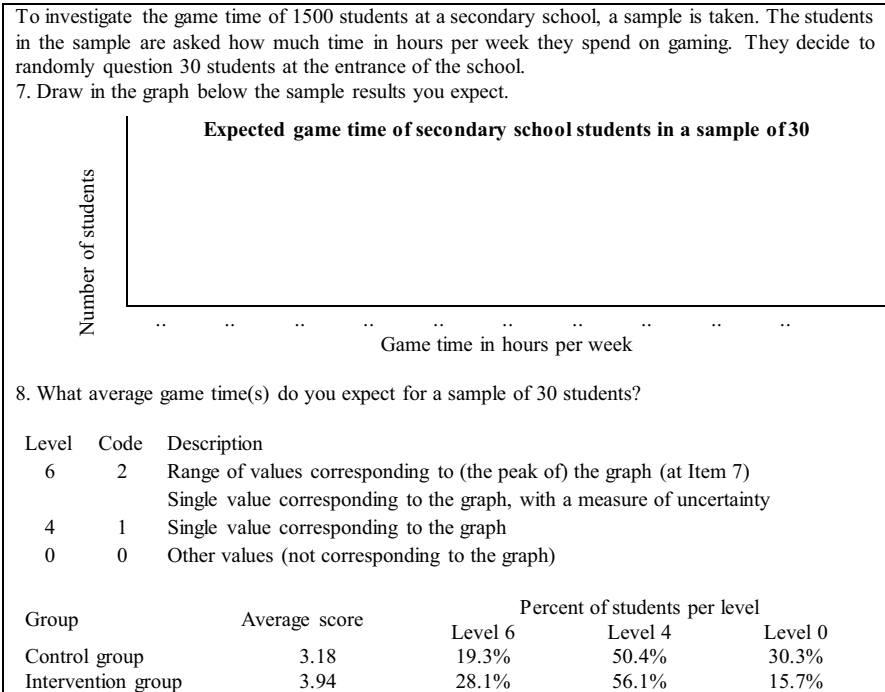 To investigate the game time of 1500 students at a secondary school, a sample is taken. The students
in the sample are asked how much time in hours per week they spend on gaming. They decide to
randomly question 30 students at the entrance of the school.
7. Draw in the graph below the sample results you expect.
Expected game time of secondary school students in a sample of 30
Number of students
.. .. .. .. .. .. .. .. .. ..
Game time in hours per week
8. What average game time(s) do you expect for a sample of 30 students?
Level Code Description
6 2 Range of values corresponding to (the peak of) the graph (at Item 7)
Single value corresponding to the graph, with a measure of uncertainty
4 1 Single value corresponding to the graph
0 0 Other values (not corresponding to the graph)
Group Average score Percent of students per level
Level 6 Level 4 Level 0
Control group 3.18 19.3% 50.4% 30.3%
Intervention group 3.94 28.1% 56.1% 15.7%